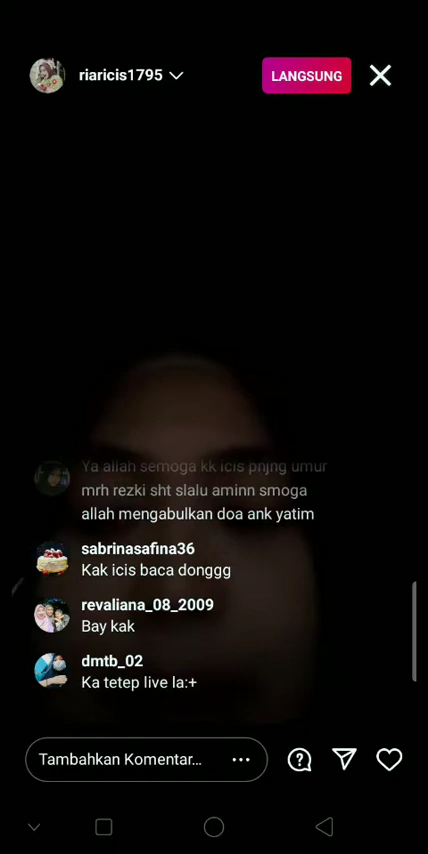 riaricis1795
LANGSUNG
Ya allah semoga kk icis pnjng umur
mrh rezki sht slalu aminn smoga
allah mengabulkan doa ank yatim
sabrinasafina36
Kak icis baca donggg
revaliana_08_2009
Bay kak
dmtb_02
Ka tetep live la:+
Tambahkan Komentar...